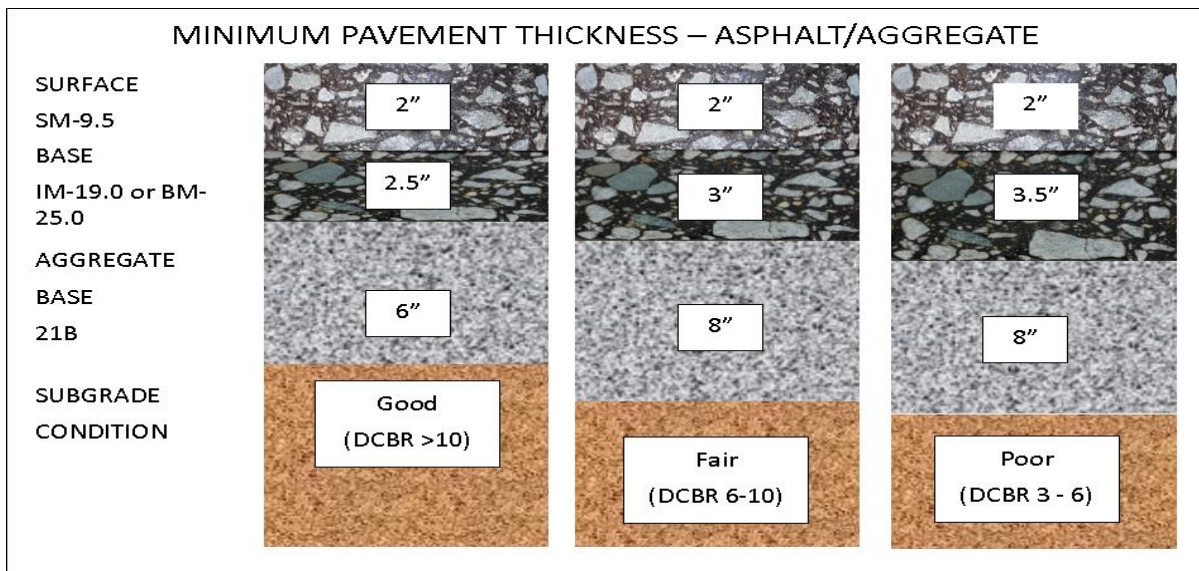 MINIMUM PAVEMENT THICKNESS – ASPHALT/AGGREGATE
SURFACE
SM-9.5
BASE
IM-19.0 or BM-
25.0
AGGREGATE
BASE
21B
SUBGRADE
CONDITION
2”
2.5”
6”
Good
(DCBR >10)
2”
3”
8”
Fair
(DCBR 6-10)
2”
3.5”
8”
Poor
(DCBR 3 - 6)